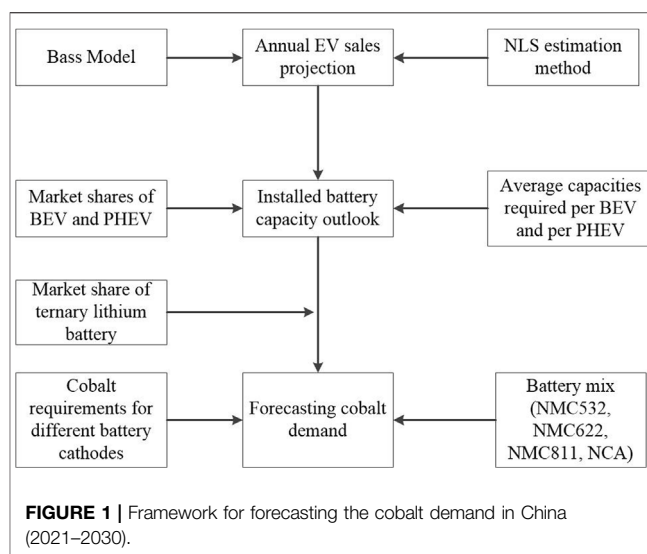 Bass Model
Annual EV sales
projection
NLS estimation
method
Market shares of
BEV and PHEV
Installed battery
capacity outlook
Average capacities
required per BEV
and per PHEV
Market share of
ternary lithium
battery
Cobalt
requirements for
different battery
cathodes
Forecasting cobalt
demand
Battery mix
(NMC532,
NMC622,
NMC811, NCA)
FIGURE 1 | Framework for forecasting the cobalt demand in China
(2021–2030).